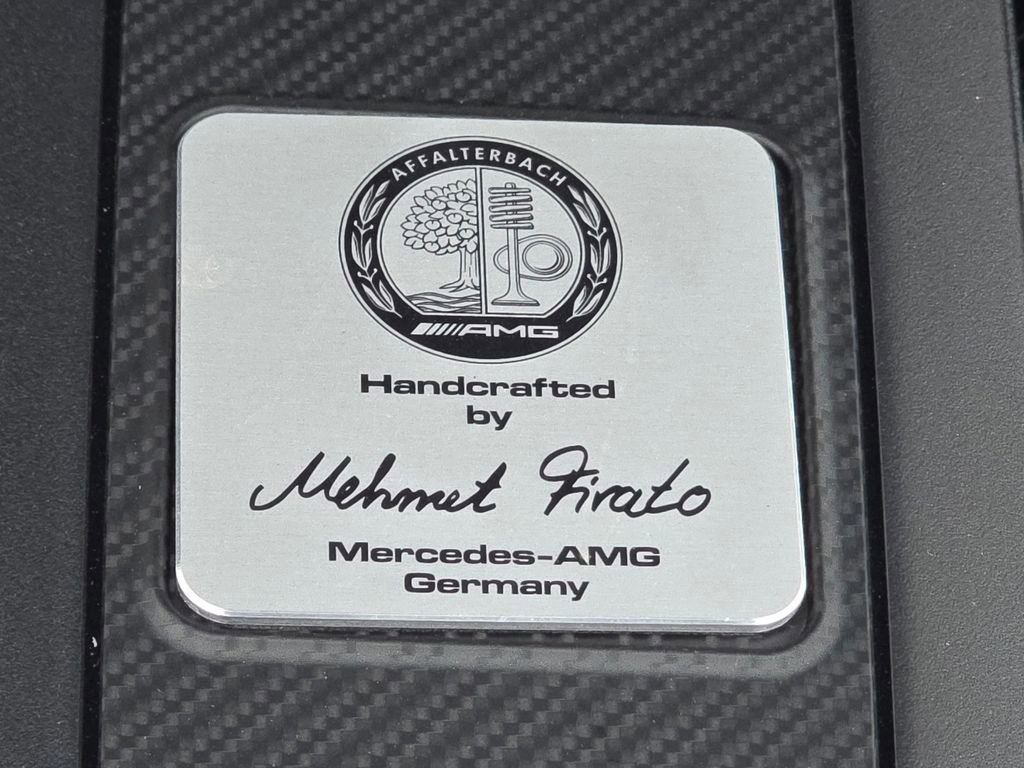 AFFALTERBACH
AMG
Handcrafted
by
Mehmet Firato
Mercedes-AMG
Germany